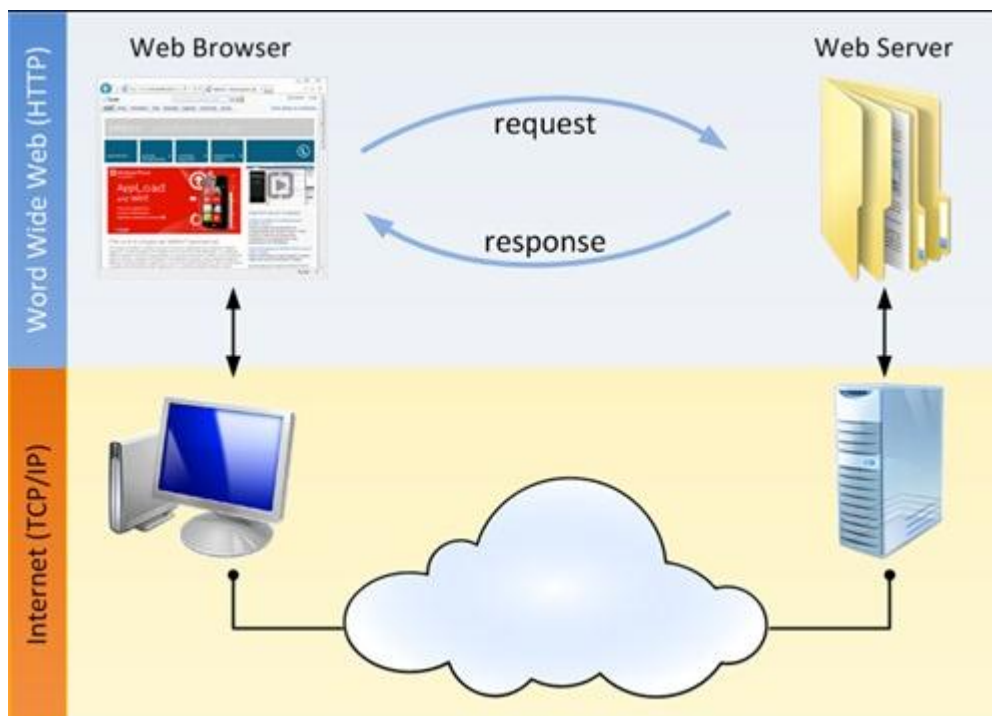 Web Browser
Web Server
Word Wide Web (HTTP)
request
AppLoad
response
Internet (TCP/IP)